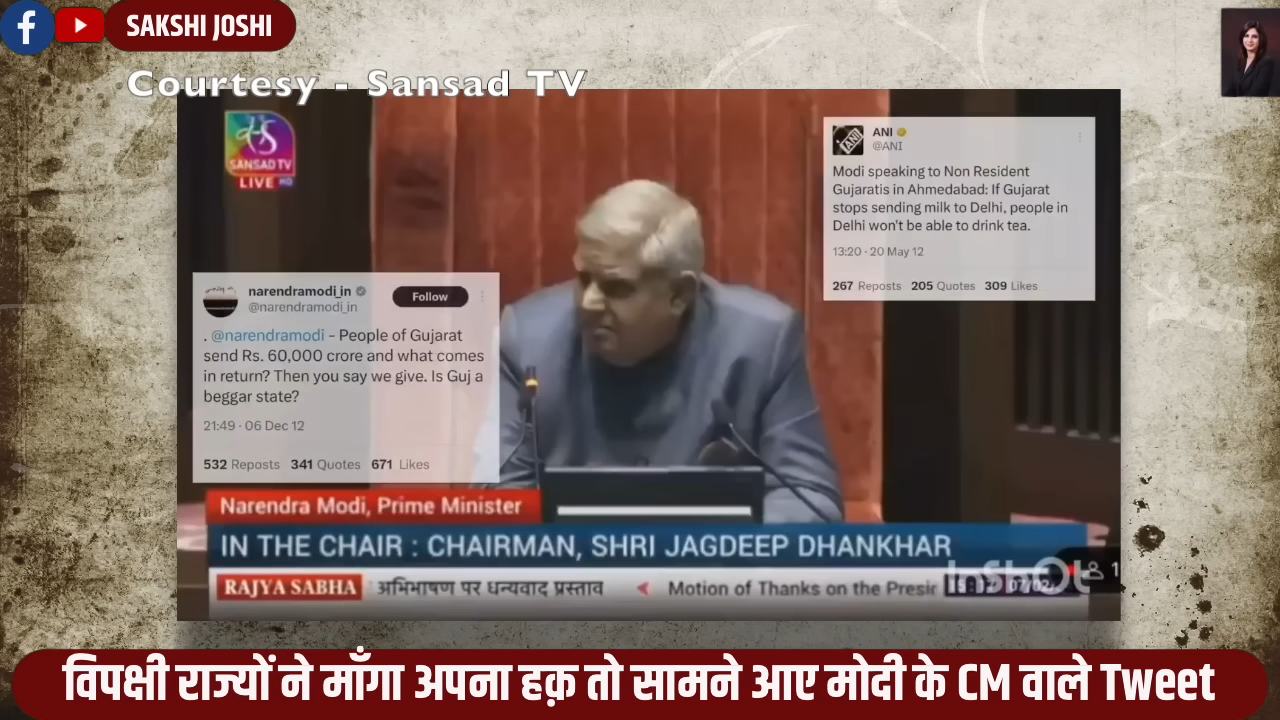 SAKSHI JOSHI
Courtesy - Sansad TV
SANSAD TV
LIVE HD
ANI
@ANI
Modi speaking to Non Resident
Gujaratis in Ahmedabad: If Gujarat
stops sending milk to Delhi, people in
Delhi won't be able to drink tea.
13:20 · 20 May 12
267 Reposts 205 Quotes 309 Likes
narendramodi_in
@narendramodi_in
Follow
. @narendramodi - People of Gujarat
send Rs. 60,000 crore and what comes
in return? Then you say we give. Is Guj a
beggar state?
21:49 · 06 Dec 12
532 Reposts 341 Quotes 671 Likes
Narendra Modi, Prime Minister
IN THE CHAIR : CHAIRMAN, SHRI JAGDEEP DHANKHAR
RAJYA SABHA अभिभाषण पर धन्यवाद प्रस्ताव Motion of Thanks on the Presir
InShOt
1
विपक्षी राज्यों ने माँगा अपना हक़ तो सामने आए मोदी के CM वाले Tweet